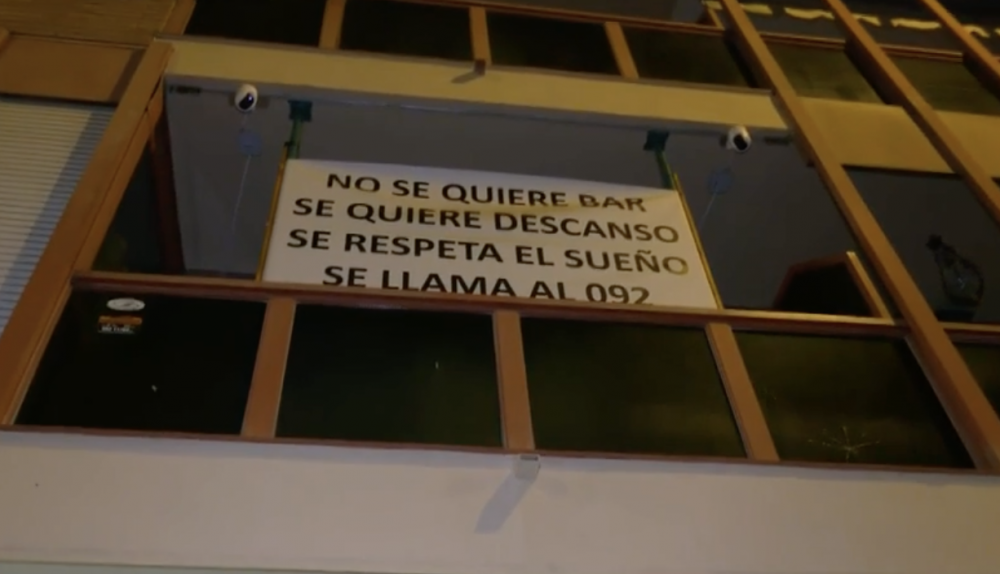 NO SE QUIERE BAR
SE QUIERE DESCANSO
SE RESPETA EL SUEÑO
SE LLAMA AL 092